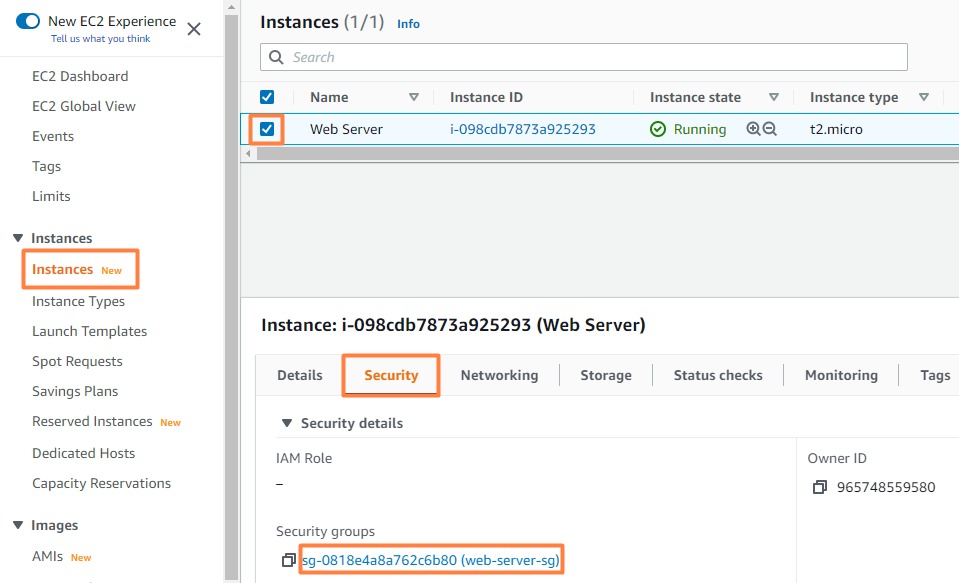 New EC2 Experience
Tell us what you think
EC2 Dashboard
EC2 Global View
Events
Tags
Limits
Instances
Instances New
Instance Types
Launch Templates
Spot Requests
Savings Plans
Reserved Instances New
Dedicated Hosts
Capacity Reservations
Images
AMIs New
Instances (1/1) Info
Search
Name Instance ID Instance state Instance type
Web Server i-098cdb7873a925293 Running t2.micro
Instance: i-098cdb7873a925293 (Web Server)
Details Security Networking Storage Status checks Monitoring Tags
Security details
IAM Role
–
Owner ID
965748559580
Security groups
sg-0818e4a8a762c6b80 (web-server-sg)